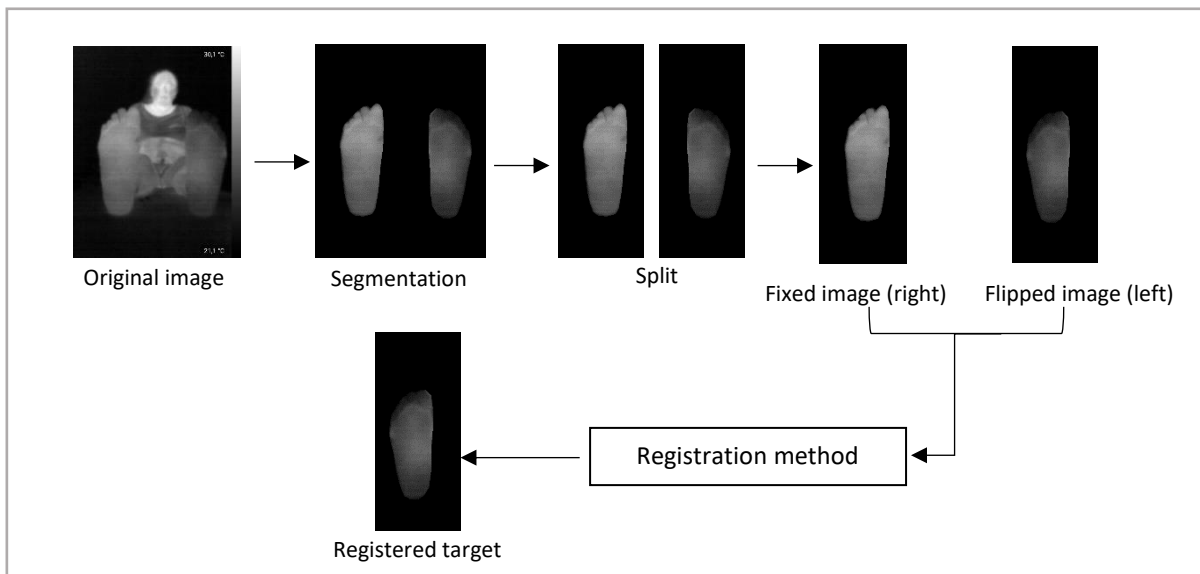 30,1 °C
21,1 °C
Original image
Segmentation
Split
Fixed image (right)
Flipped image (left)
Registration method
Registered target